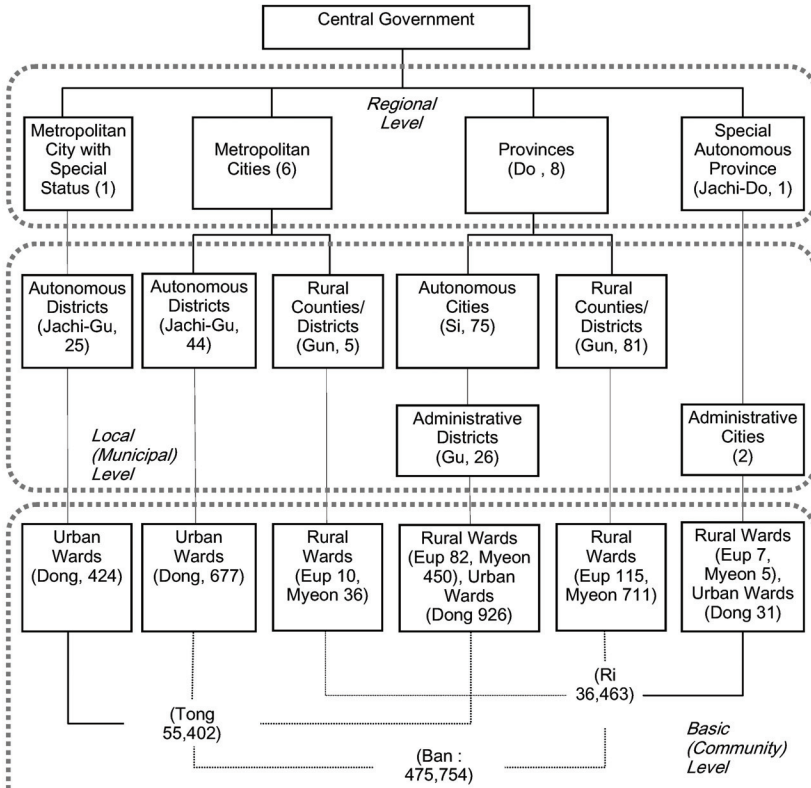 Central Government
Regional
Level
Metropolitan
City with
Special
Status (1)
Metropolitan
Cities (6)
Provinces
(Do , 8)
Special
Autonomous
Province
(Jachi-Do, 1)
Autonomous
Districts
(Jachi-Gu,
25)
Autonomous
Districts
(Jachi-Gu,
44)
Rural
Counties/
Districts
(Gun, 5)
Autonomous
Cities
(Si, 75)
Rural
Counties/
Districts
(Gun, 81)
Local
(Municipal)
Level
Administrative
Districts
(Gu, 26)
Administrative
Cities
(2)
Urban
Wards
(Dong, 424)
Urban
Wards
(Dong, 677)
Rural
Wards
(Eup 10,
Myeon 36)
Rural Wards
(Eup 82, Myeon
450), Urban
Wards
(Dong 926)
Rural
Wards
(Eup 115,
Myeon 711)
Rural Wards
(Eup 7,
Myeon 5),
Urban Wards
(Dong 31)
(Ri
36,463)
(Tong
55,402)
(Ban :
475,754)
Basic
(Community)
Level